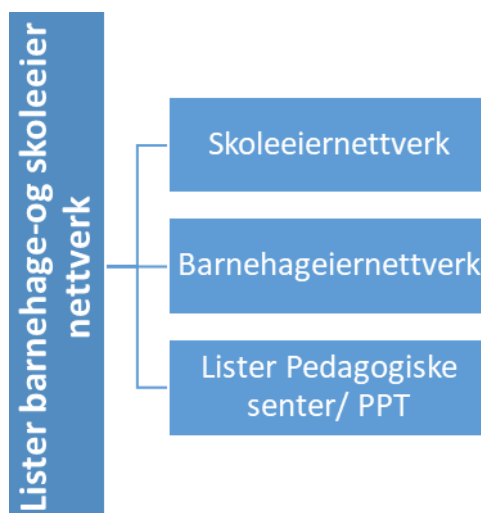 Lister barnehage-og skoleeier
nettverk
Skoleeiernettverk
Barnehageiernettverk
Lister Pedagogiske
senter/ PPT